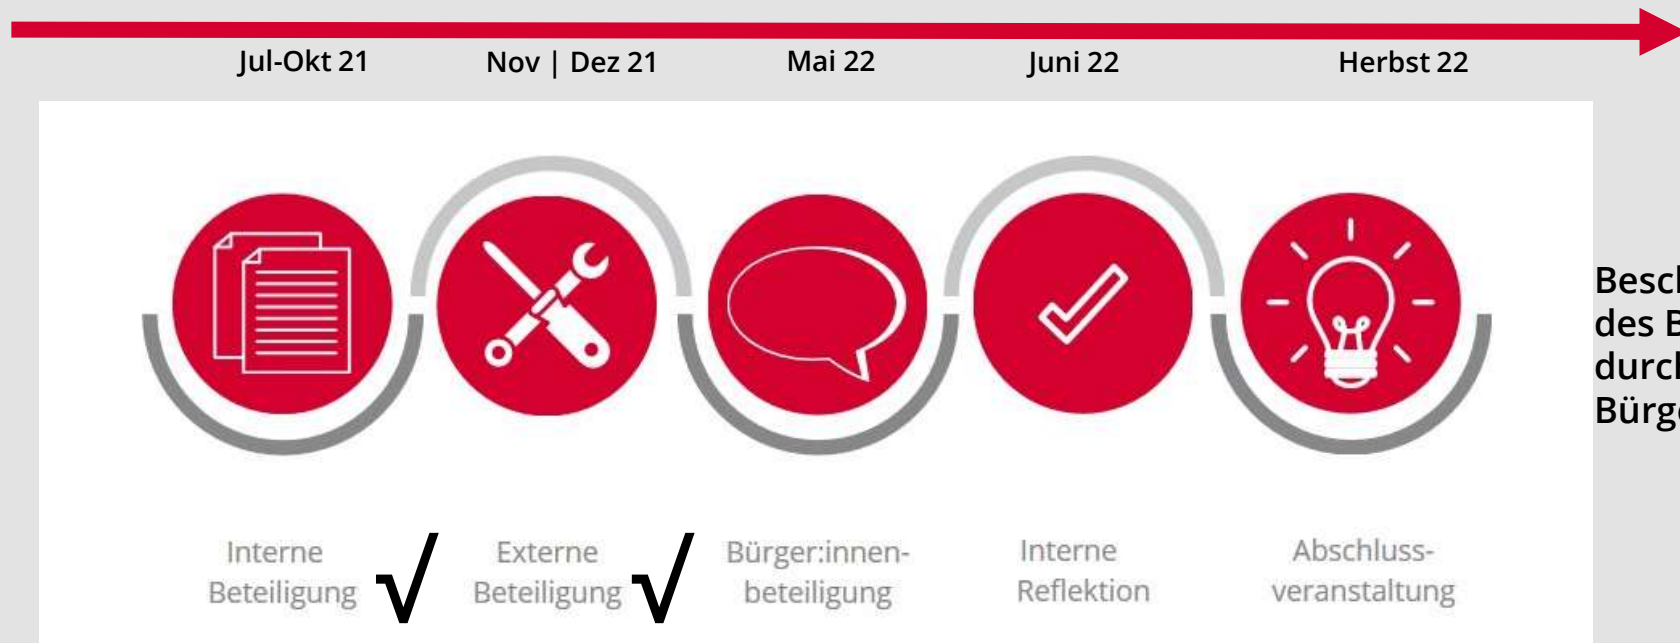 Jul-Okt 21 Nov | Dez 21 Mai 22 Juni 22 Herbst 22
des
Interne Beteiligung √
Externe Beteiligung √
Bürger:innen-
beteiligung
Interne
Reflektion
Abschluss-
veranstaltung